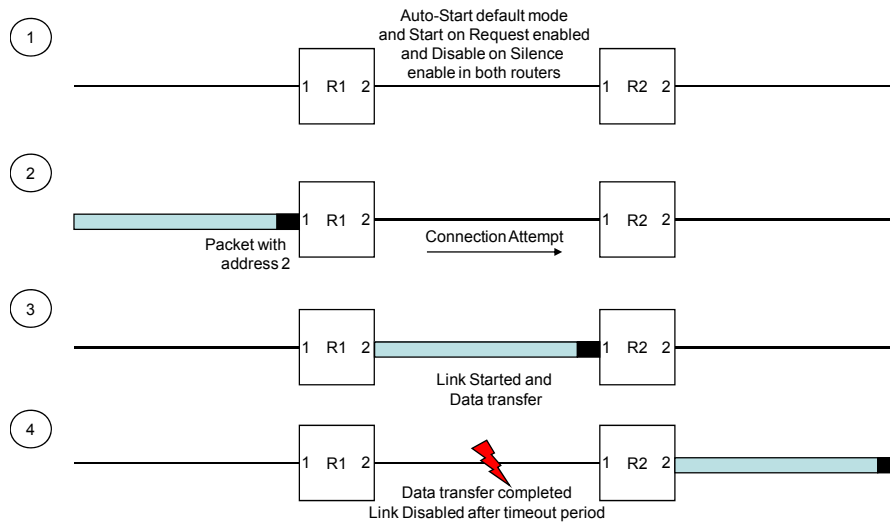 1
Auto-Start default mode
and Start on Request enabled
and Disable on Silence
enable in both routers
1 R1 2
1 R2 2
2
1 R1 2
1 R2 2
Packet with
address 2
Connection Attempt
3
1 R1 2
1 R2 2
Link Started and
Data transfer
4
1 R1 2
1 R2 2
Data transfer completed
Link Disabled after timeout period